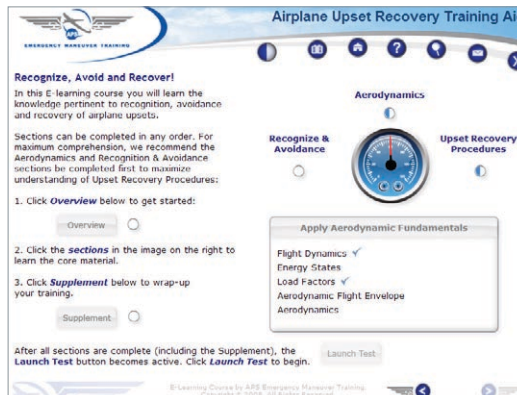 APS
EMERGENCY MANEUVER TRAINING
Airplane Upset Recovery Training Ai
Recognize, Avoid and Recover!
In this E-learning course you will learn the
knowledge pertinent to recognition, avoidance
and recovery of airplane upsets.
Sections can be completed in any order. For
maximum comprehension, we recommend the
Aerodynamics and Recognition & Avoidance
sections be completed first to maximize
understanding of Upset Recovery Procedures:
1. Click Overview below to get started:
Overview
2. Click the sections in the image on the right to
learn the core material.
3. Click Supplement below to wrap-up
your training.
Supplement
Aerodynamics
Recognize &
Avoidance
Upset Recovery
Procedures
Apply Aerodynamic Fundamentals
Flight Dynamics ✓
Energy States
Load Factors ✓
Aerodynamic Flight Envelope
Aerodynamics
After all sections are complete (including the Supplement), the
Launch Test button becomes active. Click Launch Test to begin.
Launch Test
E-Learning Course by APS Emergency Maneuver Training